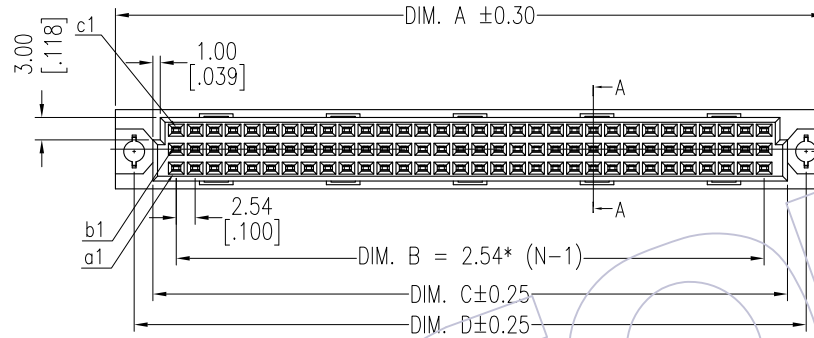 DIM. A ±0.30
c1
3.00
[.118]
1.00
[.039]
A
A
2.54
[.100]
b1
a1
DIM. B = 2.54* (N-1)
DIM. C±0.25
DIM. D±0.25